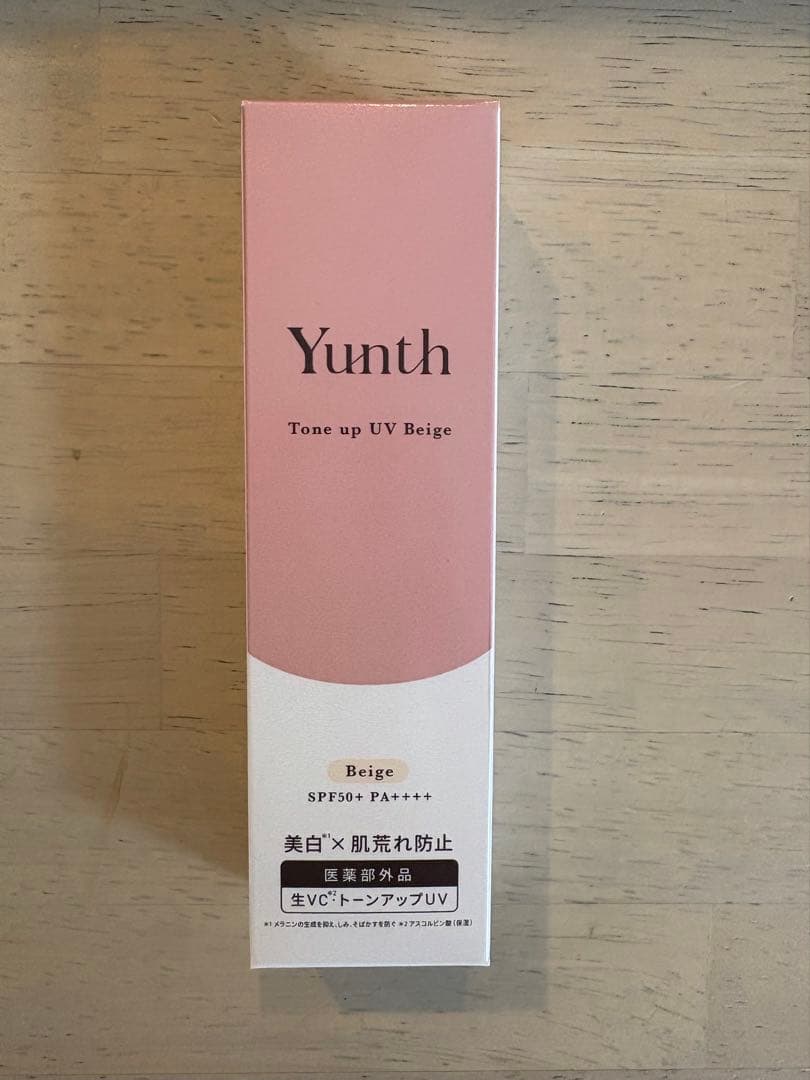 Yunth
Tone up UV Beige
Beige
SPF50+ PA++++
美白※1× 肌荒れ防止
医薬部外品
生VC※2・トーンアップUV
※1 メラニンの生成を抑え、しみ、そばかすを防ぐ ※2 アスコルビン酸(保湿)